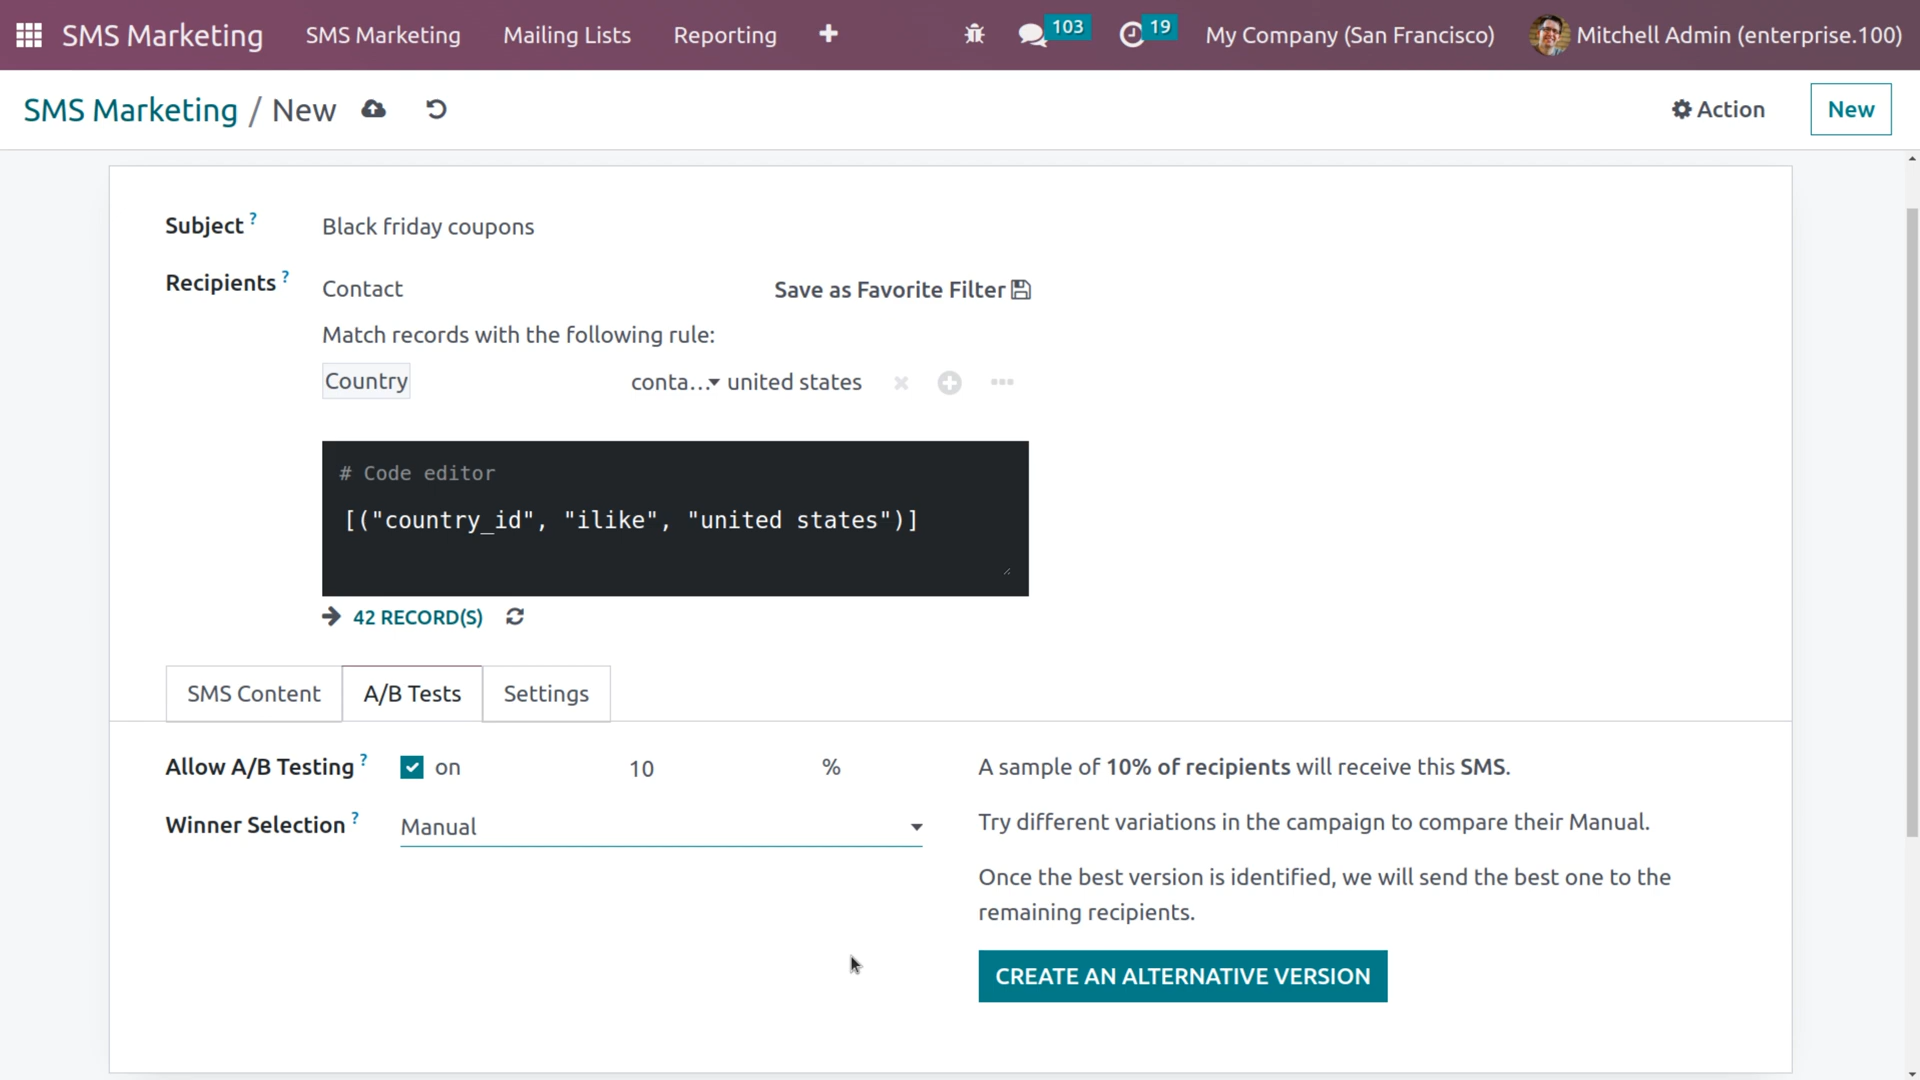 SMS Marketing SMS Marketing Mailing Lists Reporting 103 19 My Company (San Francisco) Mitchell Admin (enterprise.100)
SMS Marketing / New Action New
Subject ? Black friday coupons
Recipients ? Contact Save as Favorite Filter
Match records with the following rule:
Country conta... united states
# Code editor
[("country_id", "ilike", "united states")]
42 RECORD(S)
SMS Content A/B Tests Settings
Allow A/B Testing ? on 10 % A sample of 10% of recipients will receive this SMS.
Winner Selection ? Manual Try different variations in the campaign to compare their Manual.
Once the best version is identified, we will send the best one to the
remaining recipients.
CREATE AN ALTERNATIVE VERSION